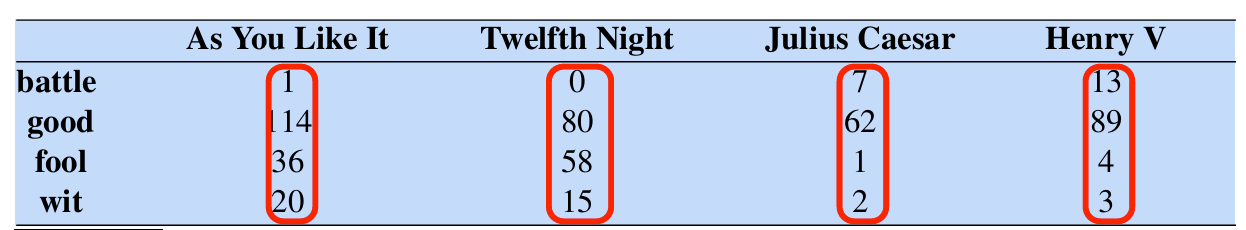 As You Like It Twelfth Night Julius Caesar Henry V
battle 1 0 7 13
good 114 80 62 89
fool 36 58 1 4
wit 20 15 2 3